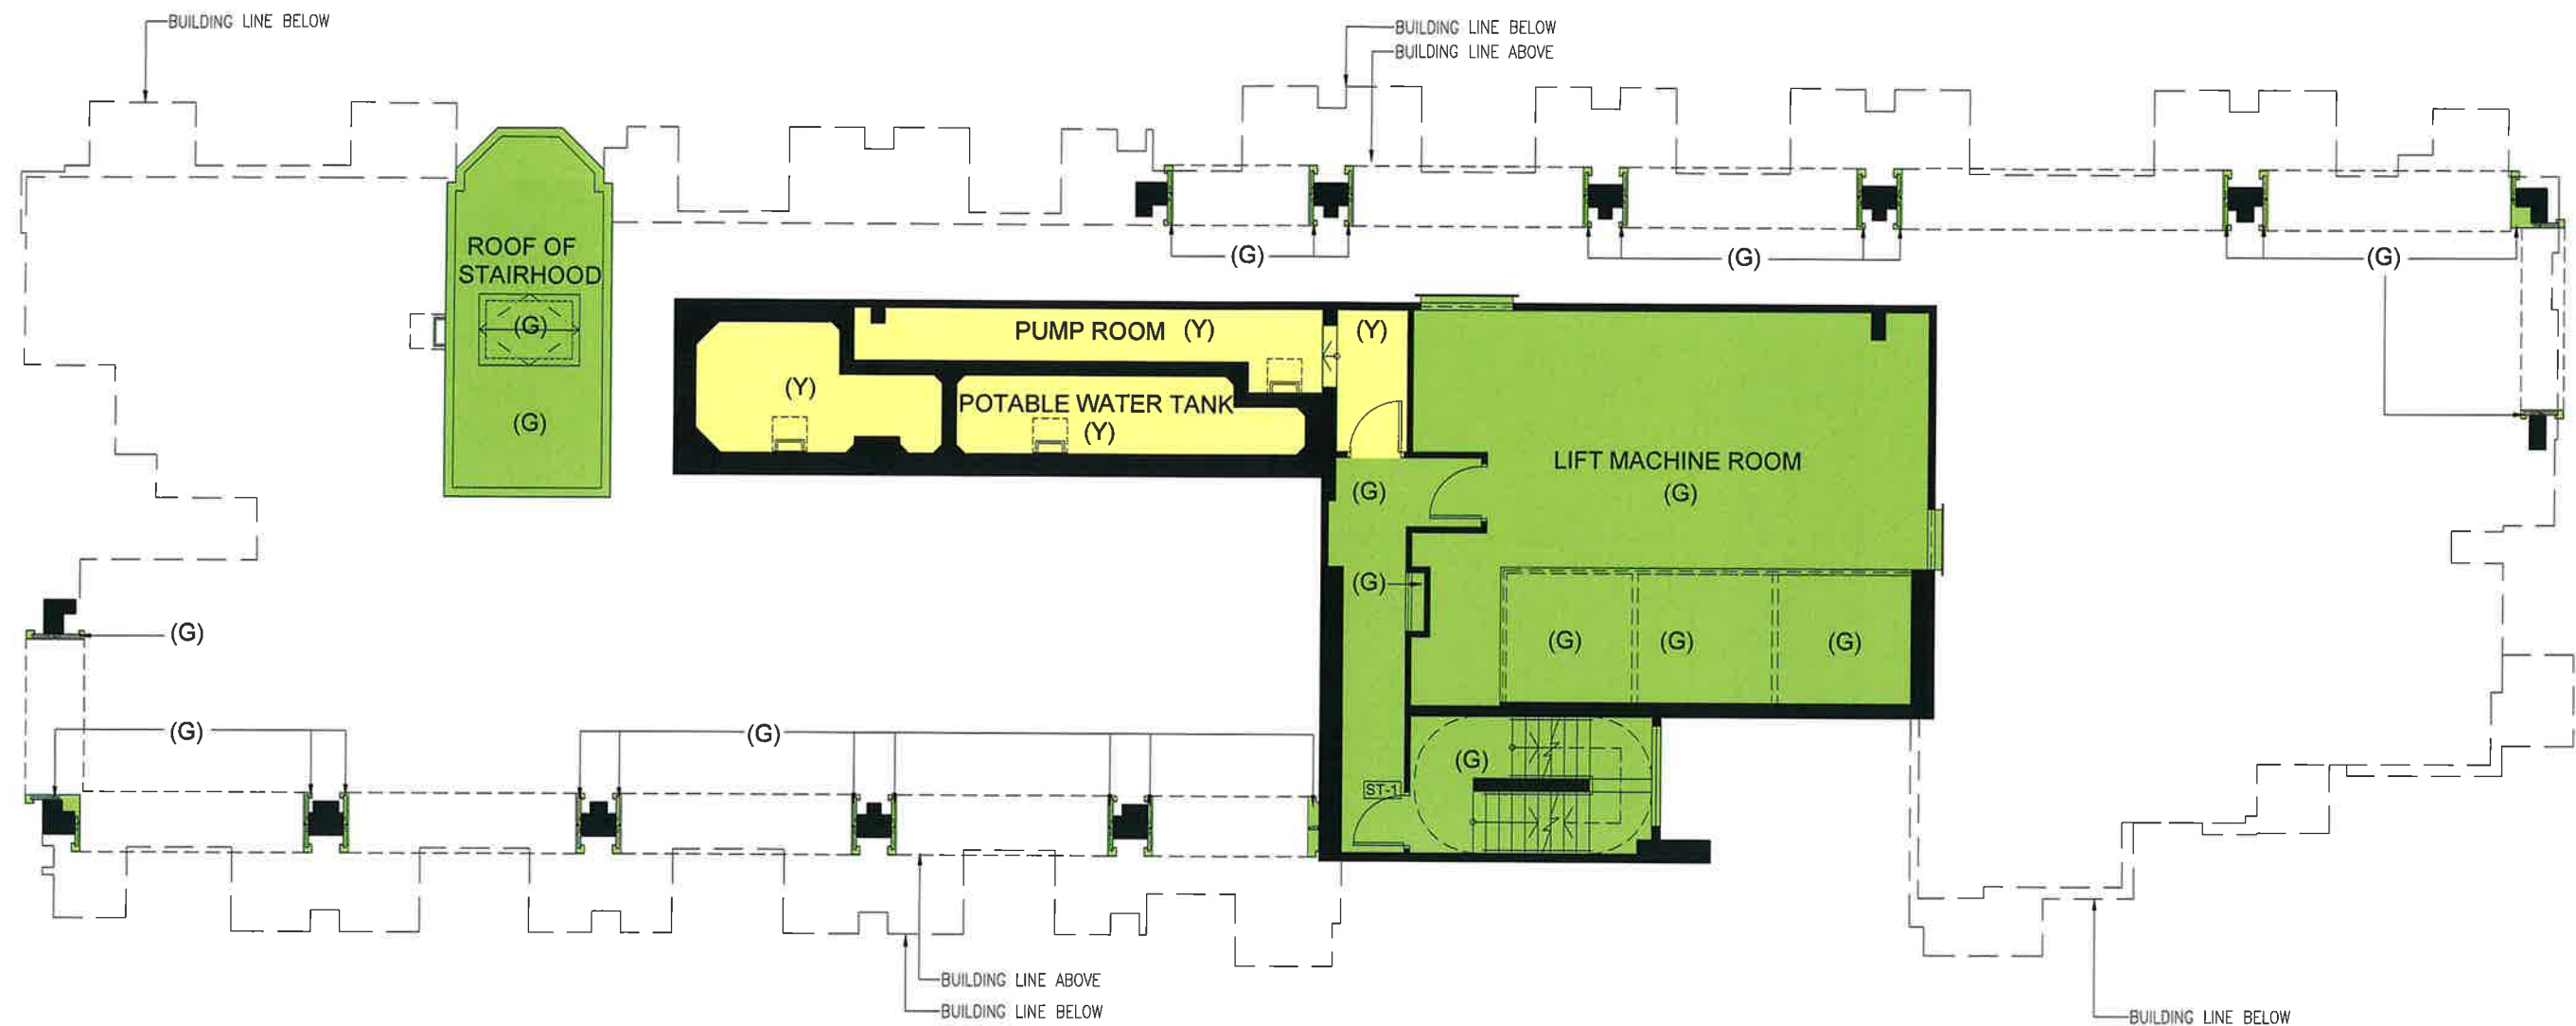 BUILDING LINE BELOW
BUILDING LINE BELOW
BUILDING LINE ABOVE
ROOF OF
STAIRHOOD
(G)
(G)
(G)
(G)
(G)
PUMP ROOM (Y)
(Y)
(Y)
POTABLE WATER TANK
(Y)
LIFT MACHINE ROOM
(G)
(G)
(G)
(G)
(G)
(G)
(G)
(G)
(G)
(G)
ST-1
BUILDING LINE ABOVE
BUILDING LINE BELOW
BUILDING LINE BELOW